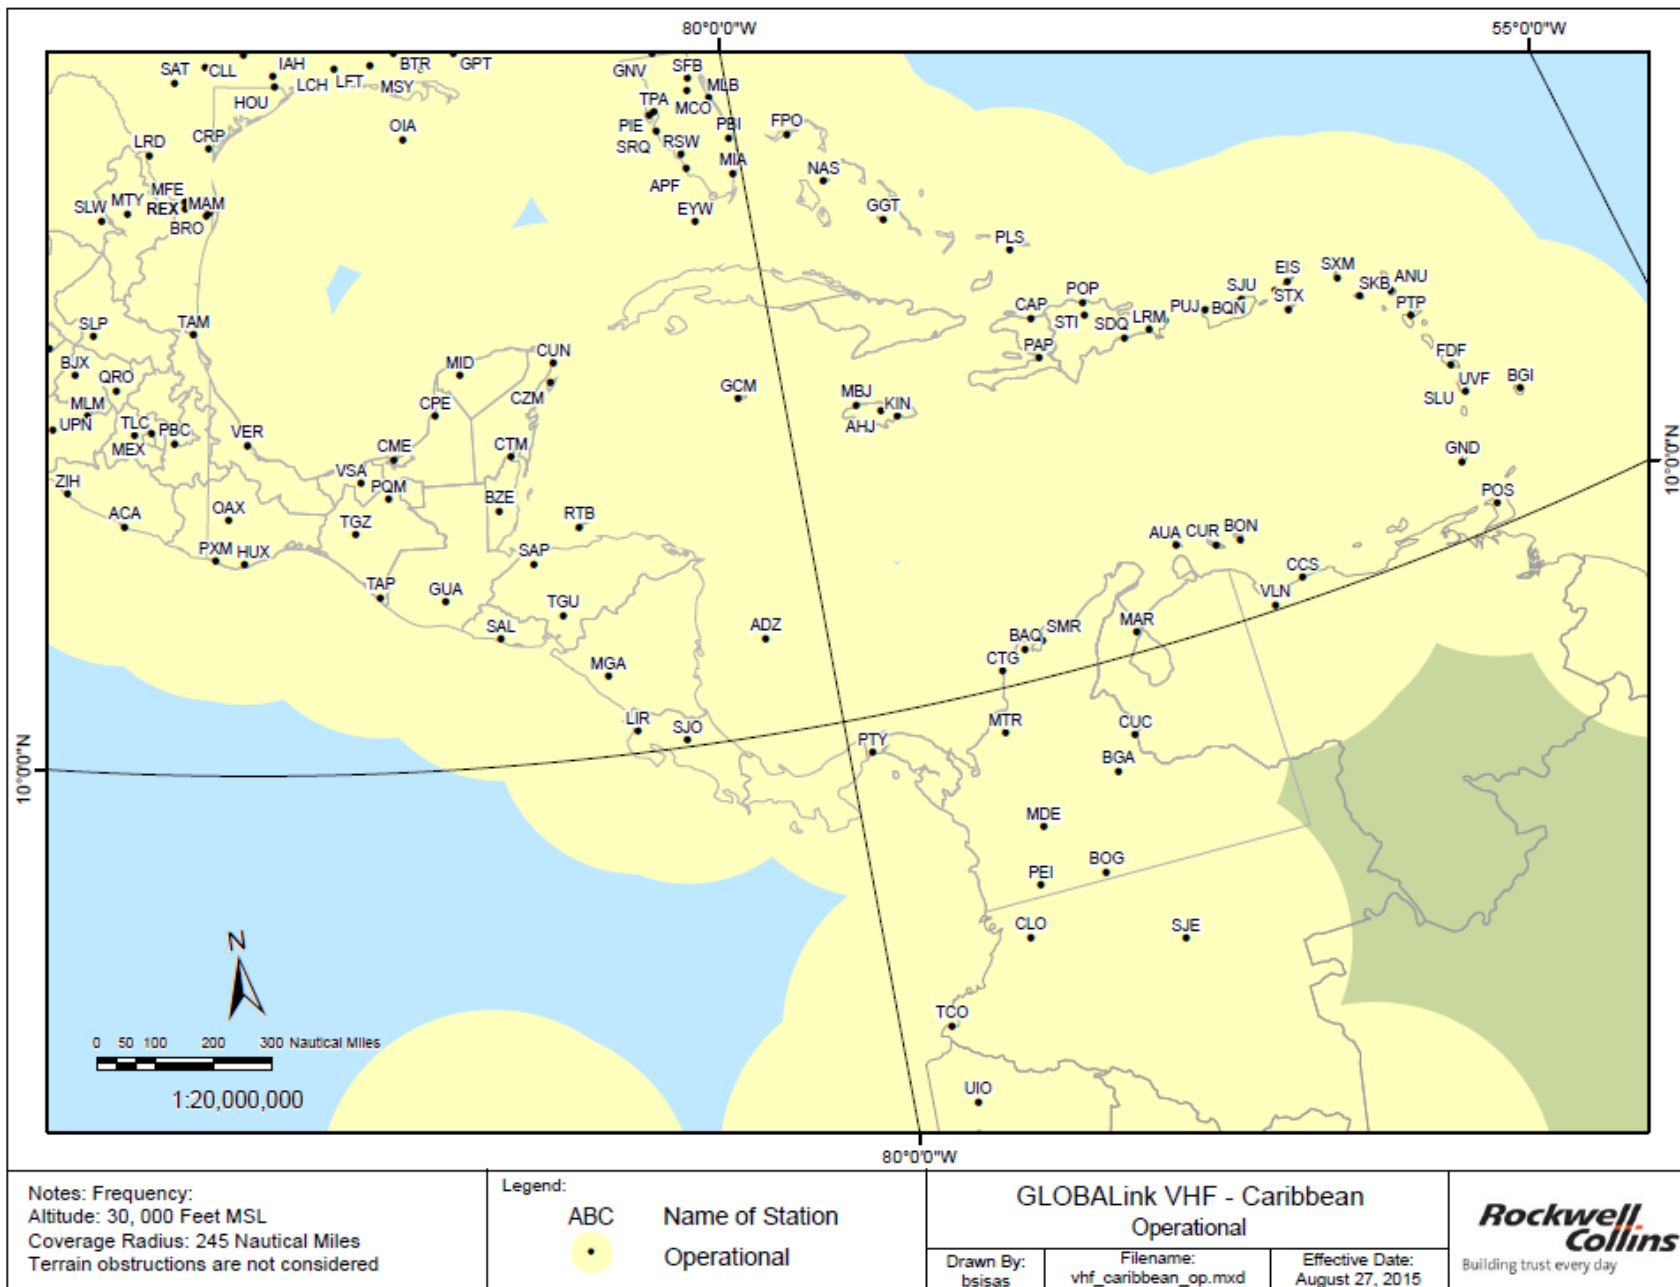 80°0'0"W
55°0'0"W
SAT
CLL
IAH
HOU
LCH
LFT
BTR
MSY
GPT
GNV
SFB
MLB
MCO
TPA
PIE
SRQ
RSW
PBI
FPO
MIA
APF
EYW
NAS
GGT
OIA
CRP
LRD
MFE
MTY
SLW
REX
MAM
BRO
PLS
EIS
SXM
SKB
ANU
SJU
STX
PTP
POP
CAP
PUJ
BQN
STI
SDQ
LRM
PAP
FDF
UVF
BGI
SLU
SLP
TAM
BJX
QRO
MID
CUN
CZM
GCM
MBJ
KIN
AHJ
MLM
UPN
TLC
PBC
MEX
VER
CPE
CME
CTM
GND
10°0'0"N
ZIH
VSA
PQM
BZE
RTB
POS
ACA
OAX
TGZ
PXM
HUX
SAP
AUA
CUR
BON
CCS
VLN
TAP
GUA
TGU
SAL
ADZ
BAQ
SMR
MAR
CTG
MGA
LIR
SJO
PTY
MTR
CUC
BGA
10°0'0"N
MDE
PEI
BOG
CLO
SJE
TCO
UIO
N
0 50 100 200 300 Nautical Miles
1:20,000,000
80°0'0"W
Notes: Frequency:
Altitude: 30, 000 Feet MSL
Coverage Radius: 245 Nautical Miles
Terrain obstructions are not considered
Legend:
ABC Name of Station
Operational
GLOBALink VHF - Caribbean
Operational
Drawn By:
bsisas
Filename:
vhf_caribbean_op.mxd
Effective Date:
August 27, 2015
Rockwell
Collins
Building trust every day